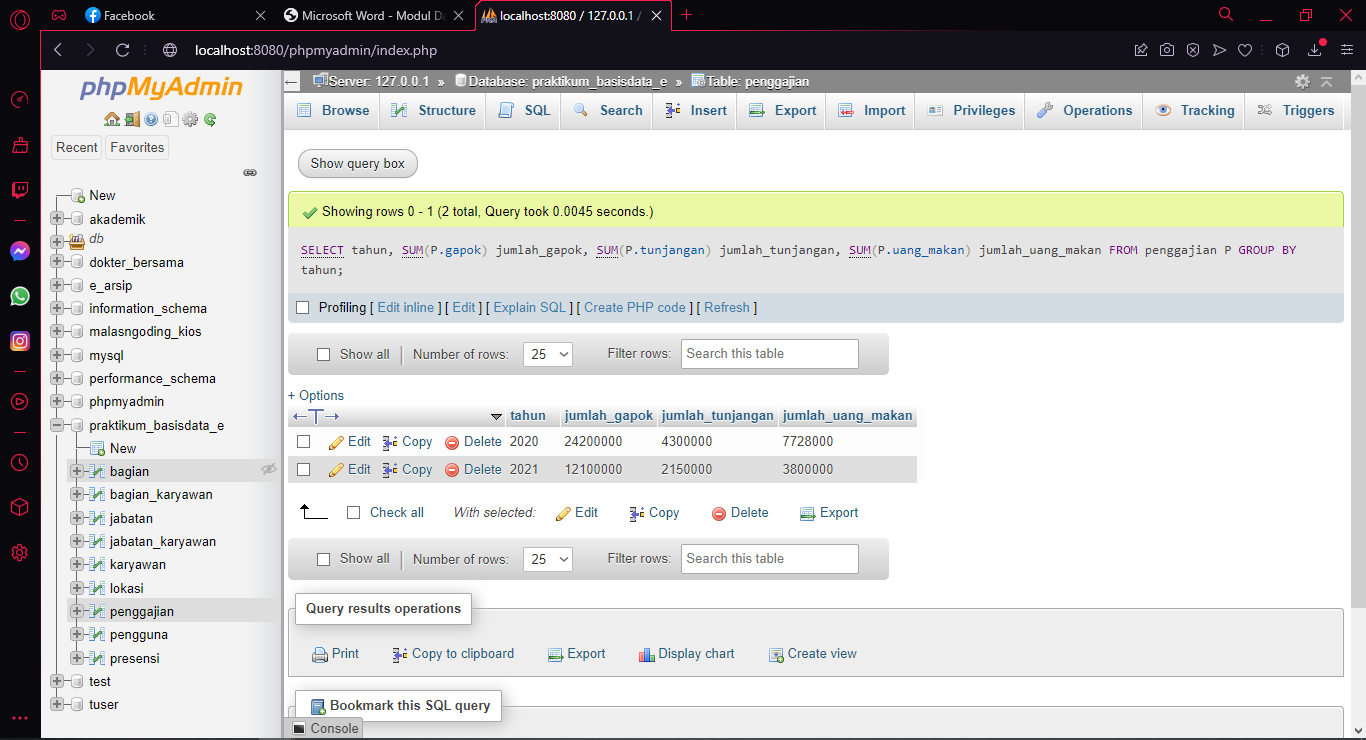 Facebook
Microsoft Word - Modul Da
localhost:8080 / 127.0.0.1 /
localhost:8080/phpmyadmin/index.php
phpMyAdmin
Recent
Favorites
New
akademik
db
dokter_bersama
e_arsip
information_schema
malasngoding_kios
mysql
performance_schema
phpmyadmin
praktikum_basisdata_e
New
bagian
bagian_karyawan
jabatan
jabatan_karyawan
karyawan
lokasi
penggajian
pengguna
presensi
test
tuser
Server: 127.0.0.1 » Database: praktikum_basisdata_e » Table: penggajian
Browse Structure SQL Search Insert Export Import Privileges Operations Tracking Triggers
Show query box
Showing rows 0 - 1 (2 total, Query took 0.0045 seconds.)
SELECT tahun, SUM(P.gapok) jumlah_gapok, SUM(P.tunjangan) jumlah_tunjangan, SUM(P.uang_makan) jumlah_uang_makan FROM penggajian P GROUP BY
tahun;
Profiling [ Edit inline ] [ Edit ] [ Explain SQL ] [ Create PHP code ] [ Refresh ]
Show all | Number of rows: 25 Filter rows: Search this table
+ Options
←T→ tahun jumlah_gapok jumlah_tunjangan jumlah_uang_makan
Edit Copy Delete 2020 24200000 4300000 7728000
Edit Copy Delete 2021 12100000 2150000 3800000
Check all With selected: Edit Copy Delete Export
Show all | Number of rows: 25 Filter rows: Search this table
Query results operations
Print Copy to clipboard Export Display chart Create view
Bookmark this SQL query
Console